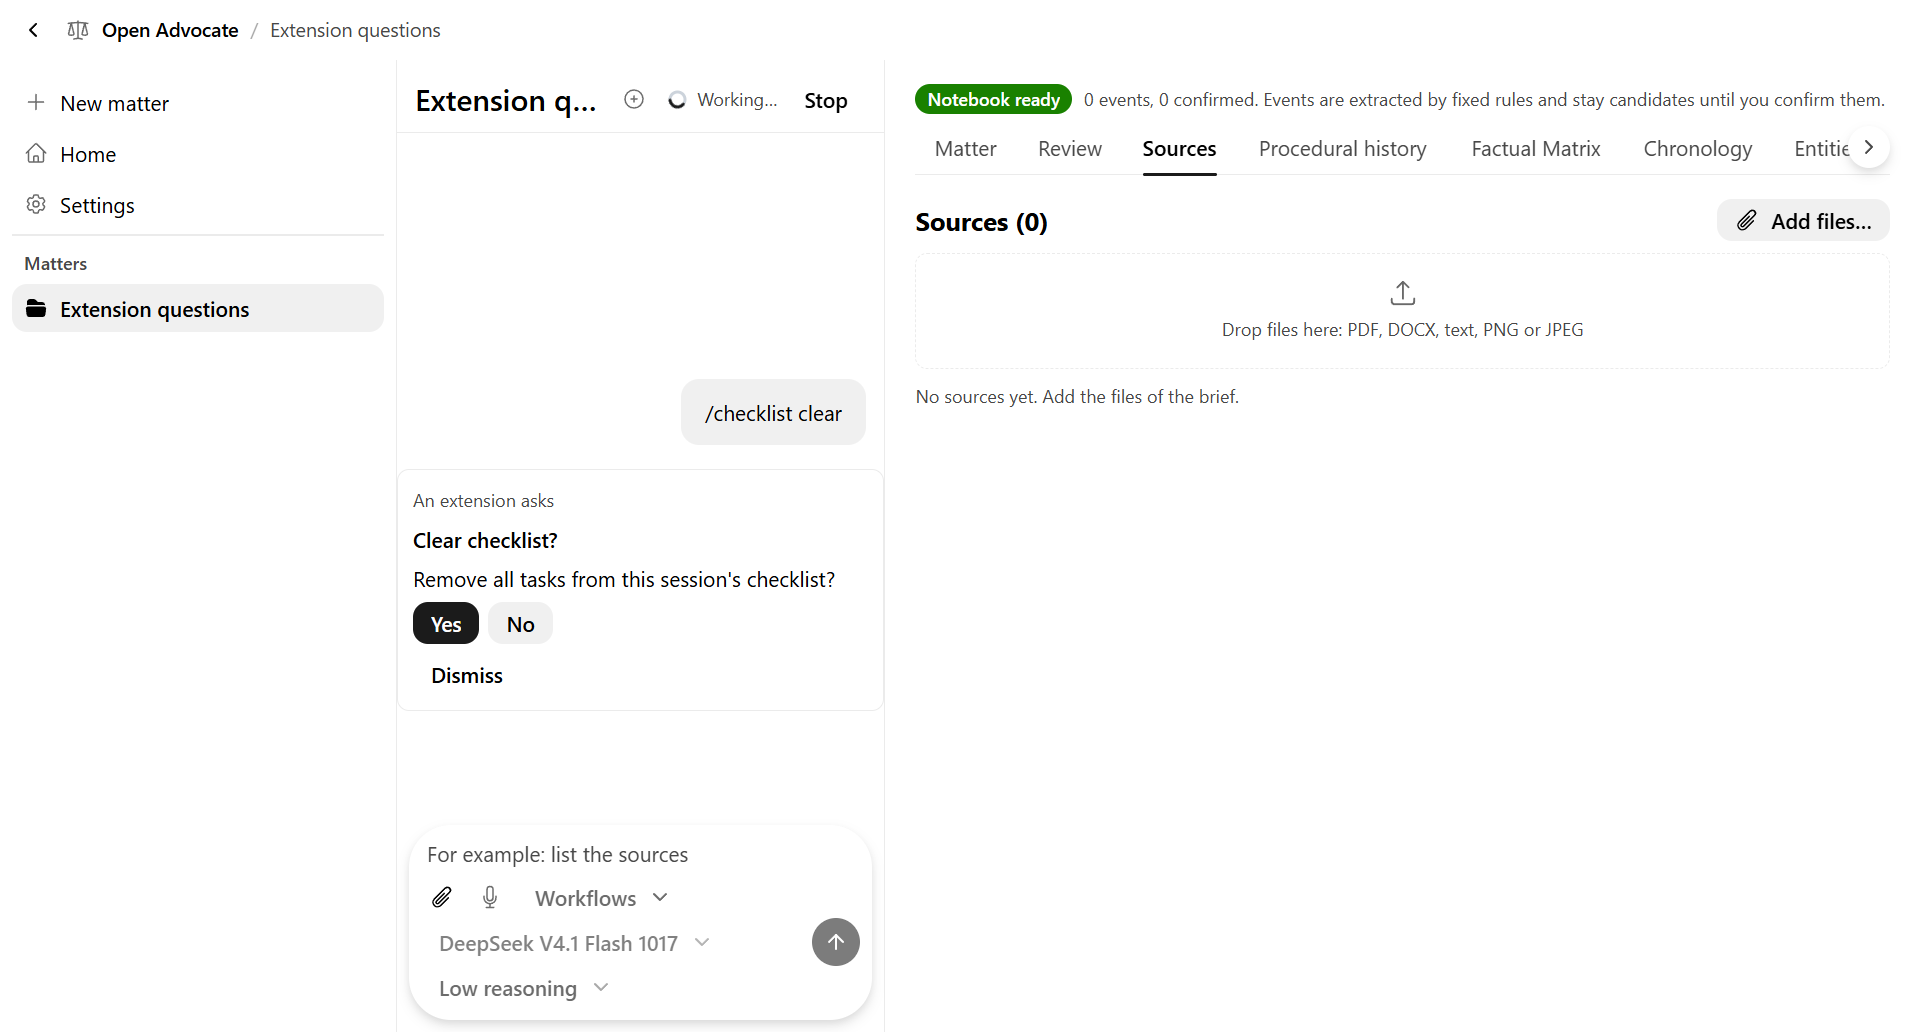 Open Advocate / Extension questions
New matter
Home
Settings
Matters
Extension questions
Extension q...
Working...
Stop
/checklist clear
An extension asks
Clear checklist?
Remove all tasks from this session's checklist?
Yes
No
Dismiss
For example: list the sources
Workflows
DeepSeek V4.1 Flash 1017
Low reasoning
Notebook ready
0 events, 0 confirmed. Events are extracted by fixed rules and stay candidates until you confirm them.
Matter
Review
Sources
Procedural history
Factual Matrix
Chronology
Entitie
Sources (0)
Add files...
Drop files here: PDF, DOCX, text, PNG or JPEG
No sources yet. Add the files of the brief.